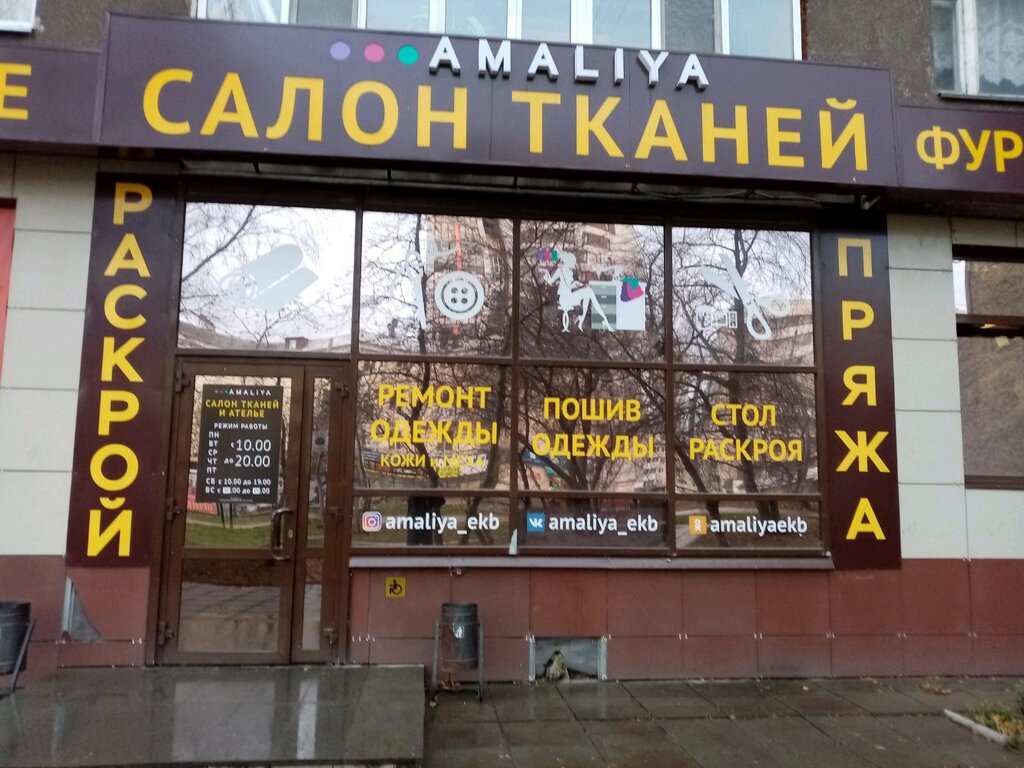 AMALIYA
САЛОН ТКАНЕЙ
ФУР
Е
РАСКРОЙ
ПРЯЖА
AMALIYA
САЛОН ТКАНЕЙ
И АТЕЛЬЕ
РЕЖИМ РАБОТЫ
ПН
ВТ
СР
ЧТ
ПТ
с 10.00
до 20.00
СБ с 10.00 до 19.00
ВС с
РЕМОНТ
ОДЕЖДЫ
КОЖИ и
ПОШИВ
ОДЕЖДЫ
СТОЛ
РАСКРОЯ
amaliya_ekb
amaliya_ekb
amaliyaekb